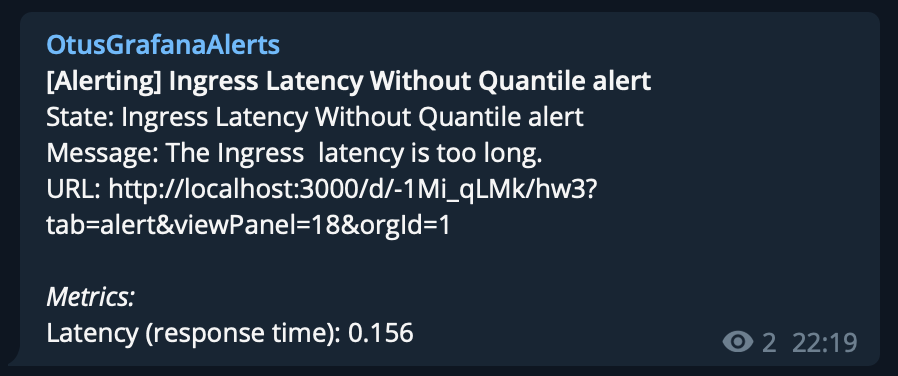 OtusGrafanaAlerts
[Alerting] Ingress Latency Without Quantile alert
State: Ingress Latency Without Quantile alert
Message: The Ingress  latency is too long.
URL: http://localhost:3000/d/-1Mi_qLMk/hw3?
tab=alert&viewPanel=18&orgId=1
Metrics:
Latency (response time): 0.156
2 22:19